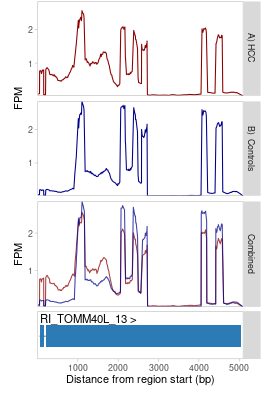 2
1
FPM
A) HCC
2
1
B) Controls
2
1
FPM
Combined
RI_TOMM40L_13 >
1000 2000 3000 4000 5000
Distance from region start (bp)